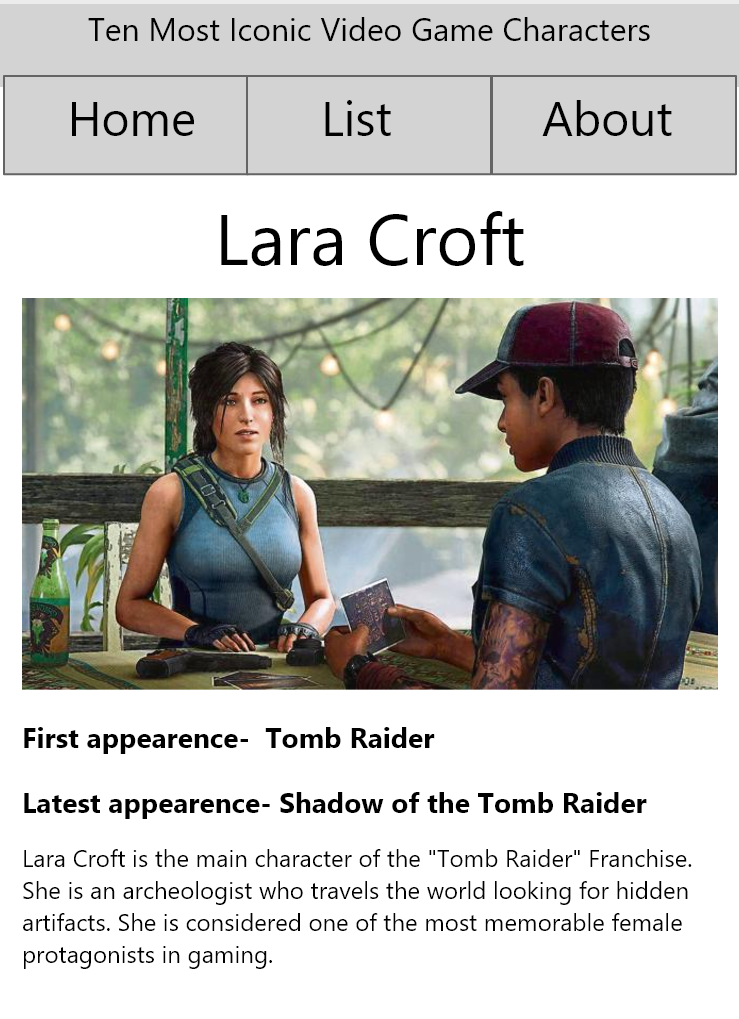 Ten Most Iconic Video Game Characters
Home List About
Lara Croft
First appearence-  Tomb Raider
Latest appearence- Shadow of the Tomb Raider
Lara Croft is the main character of the "Tomb Raider" Franchise.
She is an archeologist who travels the world looking for hidden
artifacts. She is considered one of the most memorable female
protagonists in gaming.